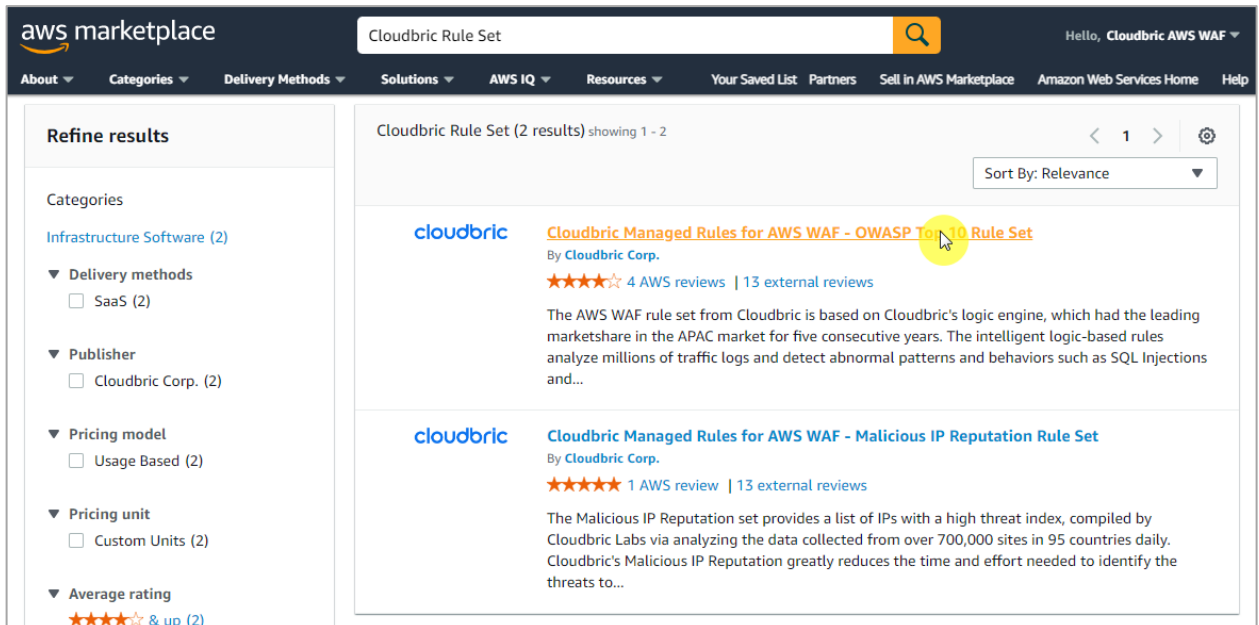 aws marketplace
Cloudbric Rule Set
Hello, Cloudbric AWS WAF
About Categories Delivery Methods Solutions AWS IQ Resources Your Saved List Partners Sell in AWS Marketplace Amazon Web Services Home Help
Refine results
Categories
Infrastructure Software (2)
Delivery methods
SaaS (2)
Publisher
Cloudbric Corp. (2)
Pricing model
Usage Based (2)
Pricing unit
Custom Units (2)
Average rating
& up (2)
Cloudbric Rule Set (2 results) showing 1 - 2
1
Sort By: Relevance
cloudbric
Cloudbric Managed Rules for AWS WAF - OWASP Top 10 Rule Set
By Cloudbric Corp.
4 AWS reviews | 13 external reviews
The AWS WAF rule set from Cloudbric is based on Cloudbric's logic engine, which had the leading
marketshare in the APAC market for five consecutive years. The intelligent logic-based rules
analyze millions of traffic logs and detect abnormal patterns and behaviors such as SQL Injections
and...
cloudbric
Cloudbric Managed Rules for AWS WAF - Malicious IP Reputation Rule Set
By Cloudbric Corp.
1 AWS review | 13 external reviews
The Malicious IP Reputation set provides a list of IPs with a high threat index, compiled by
Cloudbric Labs via analyzing the data collected from over 700,000 sites in 95 countries daily.
Cloudbric's Malicious IP Reputation greatly reduces the time and effort needed to identify the
threats to...